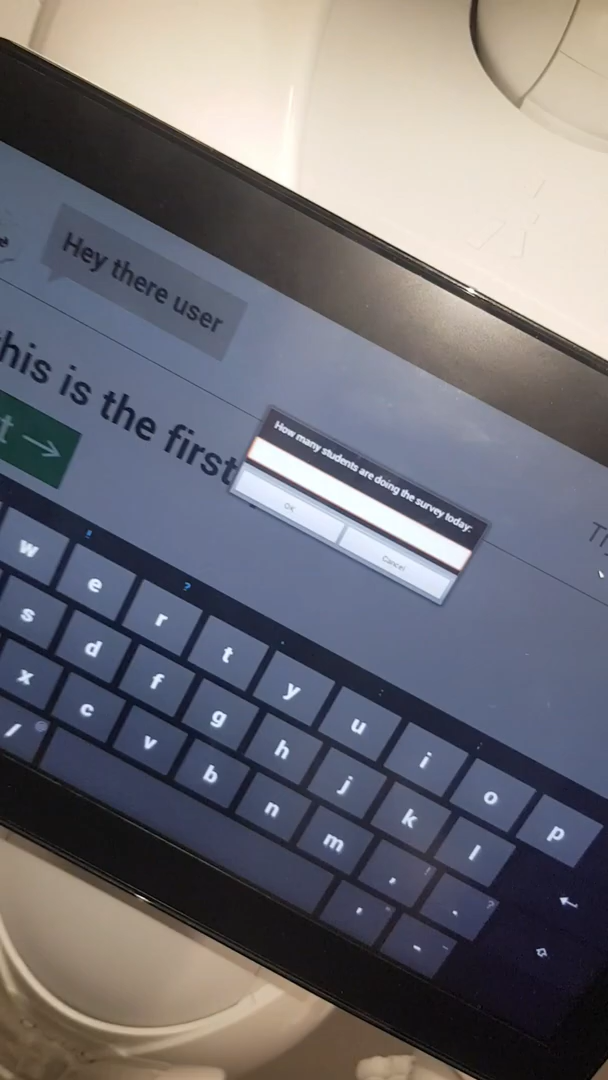 Hey there user
his is the first
t →
How many students are doing the survey today:
OK
Cancel
w e r t y u i o p
s d f g h j k l
x c v b n m , ! . ?
/ @ ' -